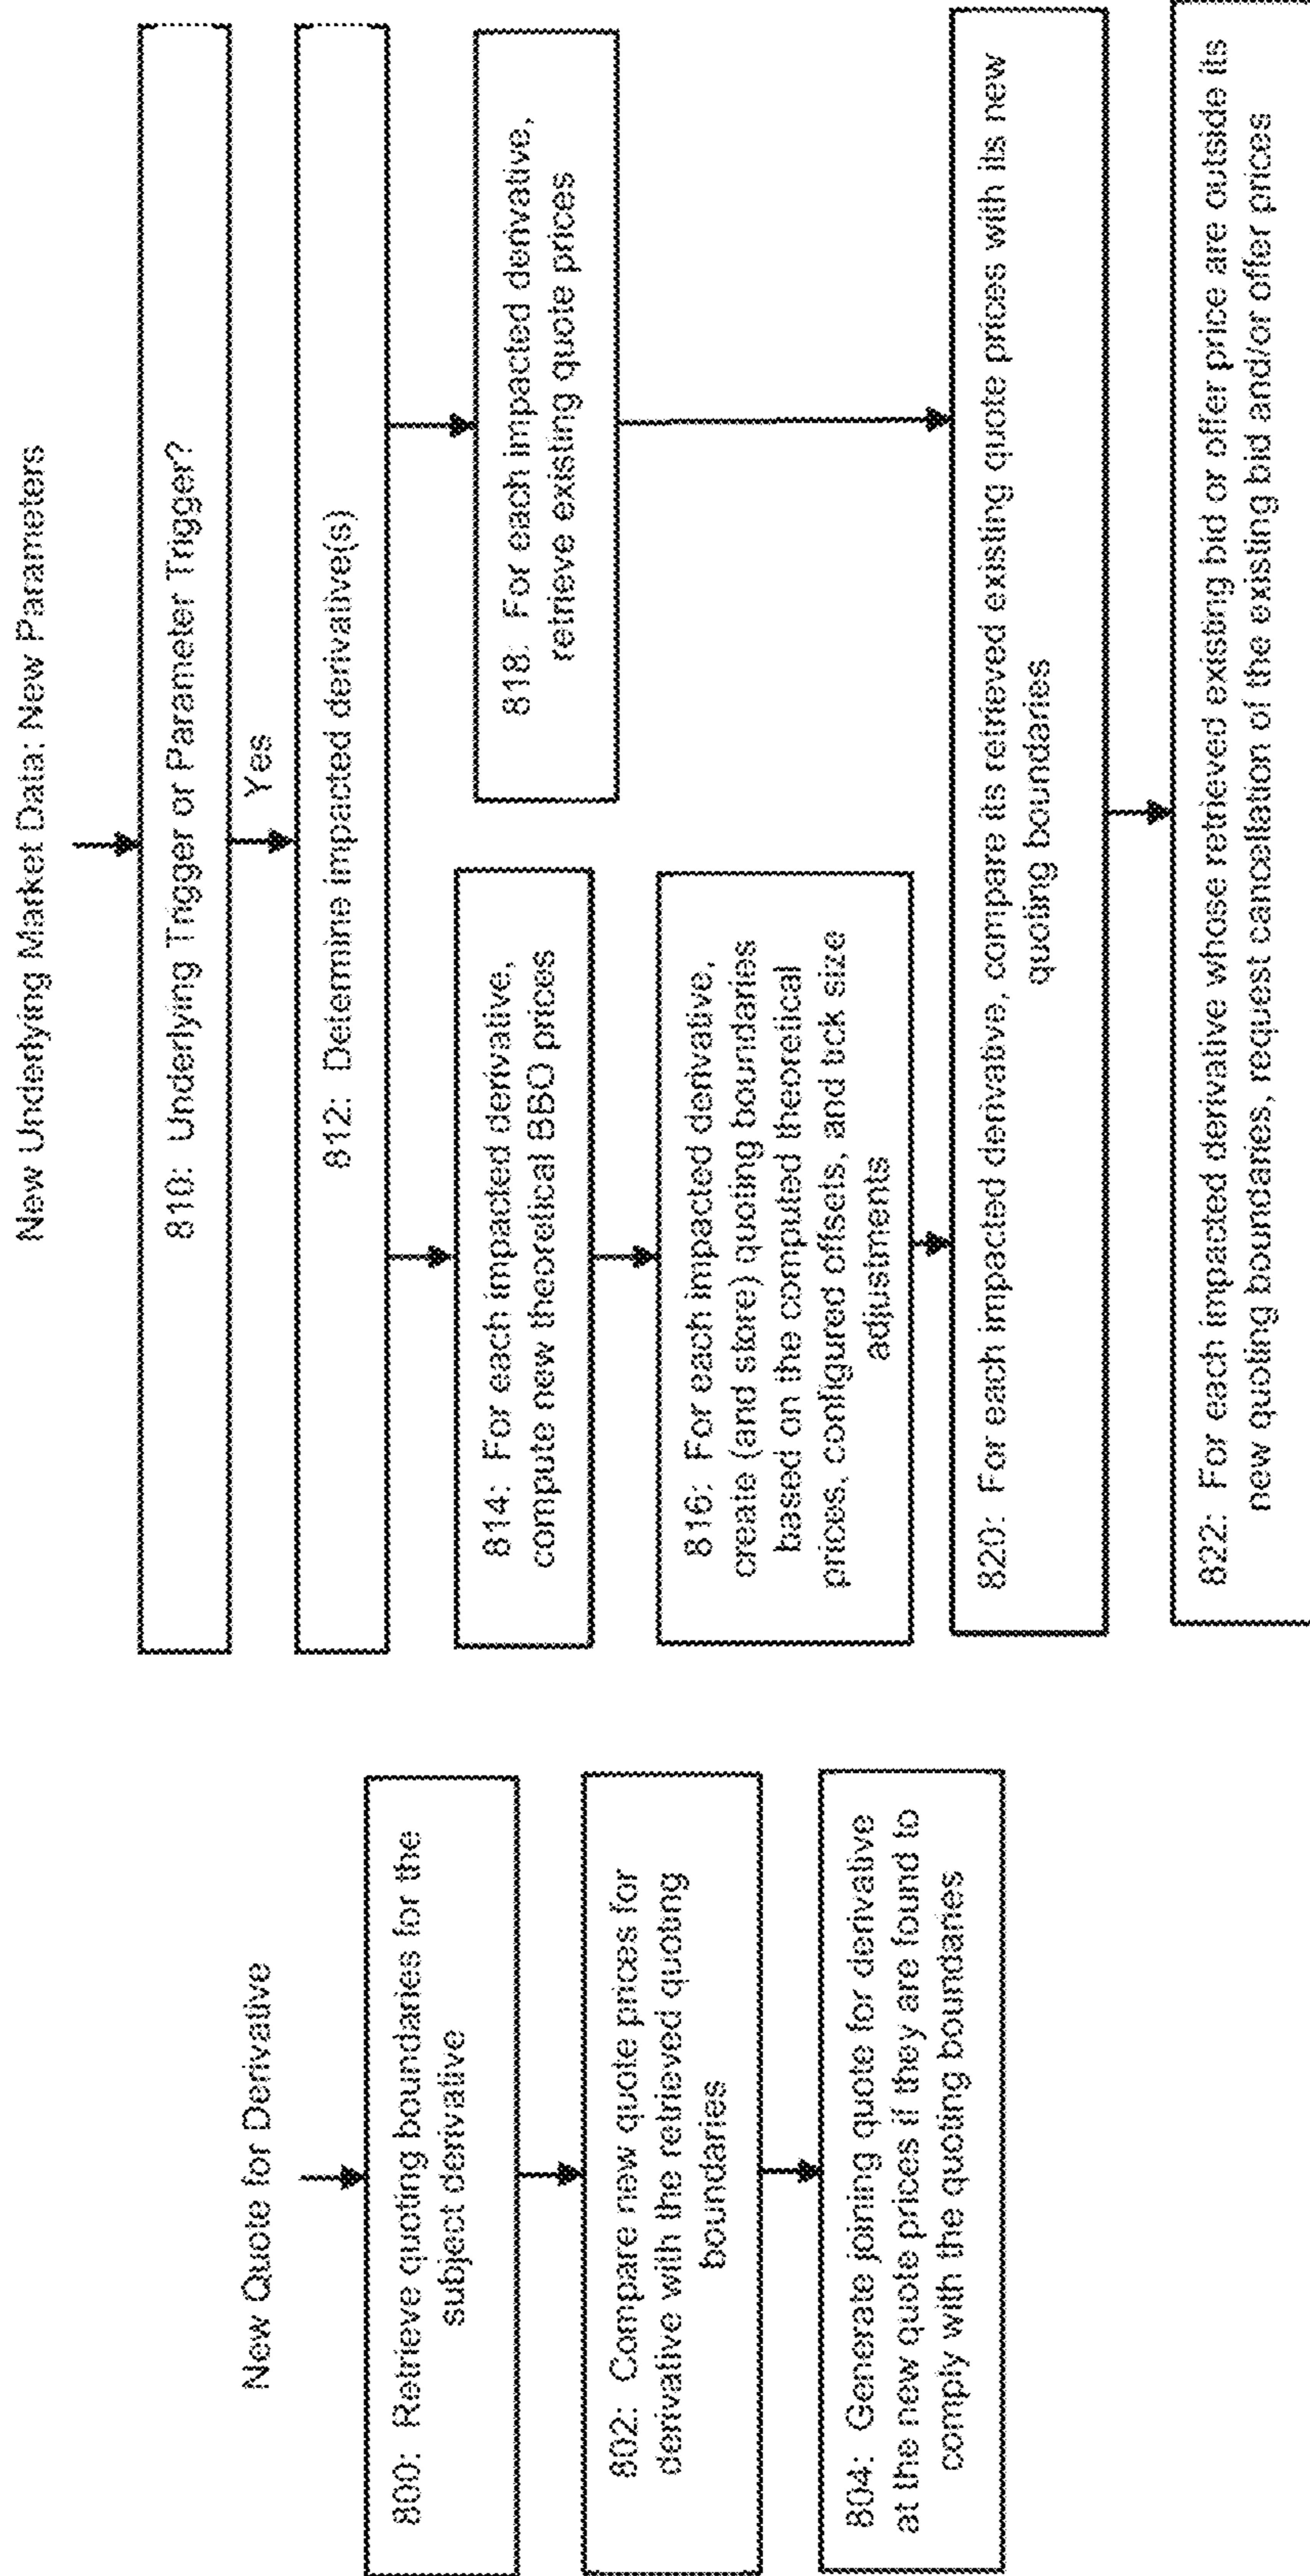 New Quote for Derivative
800: Retrieve quoting boundaries for the
subject derivative
802: Compare new quote prices for
derivative with the retrieved quoting
boundaries
804: Generate joining quote for derivative
at the new quote prices if they are found to
comply with the quoting boundaries
New Underlying Market Data; New Parameters
810: Underlying Trigger or Parameter Trigger?
Yes
812: Determine impacted derivative(s)
814: For each impacted derivative,
compute new theoretical BBO prices
816: For each impacted derivative,
create (and store) quoting boundaries
based on the computed theoretical
prices, configured offsets, and tick size
adjustments
818: For each impacted derivative,
retrieve existing quote prices
820: For each impacted derivative, compare its retrieved existing quote prices with its new
quoting boundaries
822: For each impacted derivative whose retrieved existing bid or offer price are outside its
new quoting boundaries, request cancellation of the existing bid and/or offer prices